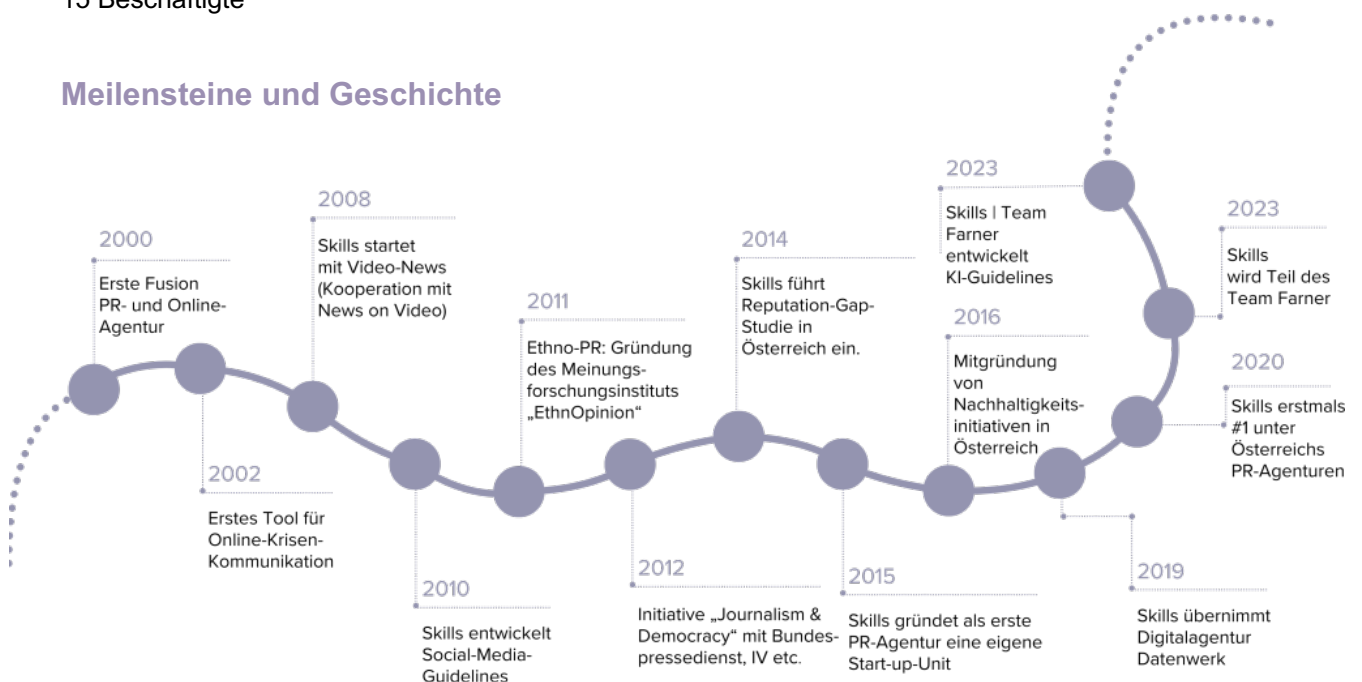 15 Beschäftigte
Meilensteine und Geschichte
2000
Erste Fusion
PR- und Online-
Agentur
2002
Erstes Tool für
Online-Krisen-
Kommunikation
2008
Skills startet
mit Video-News
(Kooperation mit
News on Video)
2010
Skills entwickelt
Social-Media-
Guidelines
2011
Ethno-PR: Gründung
des Meinungs-
forschungsinstituts
„EthnOpinion“
2012
Initiative „Journalism &
Democracy“ mit Bundes-
pressedienst, IV etc.
2014
Skills führt
Reputation-Gap-
Studie in
Österreich ein.
2015
Skills gründet als erste
PR-Agentur eine eigene
Start-up-Unit
2016
Mitgründung
von
Nachhaltigkeits-
initiativen in
Österreich
2019
Skills übernimmt
Digitalagentur
Datenwerk
2020
Skills erstmals
#1 unter
Österreichs
PR-Agenturen
2023
Skills
wird Teil des
Team Farner
2023
Skills | Team
Farner
entwickelt
KI-Guidelines